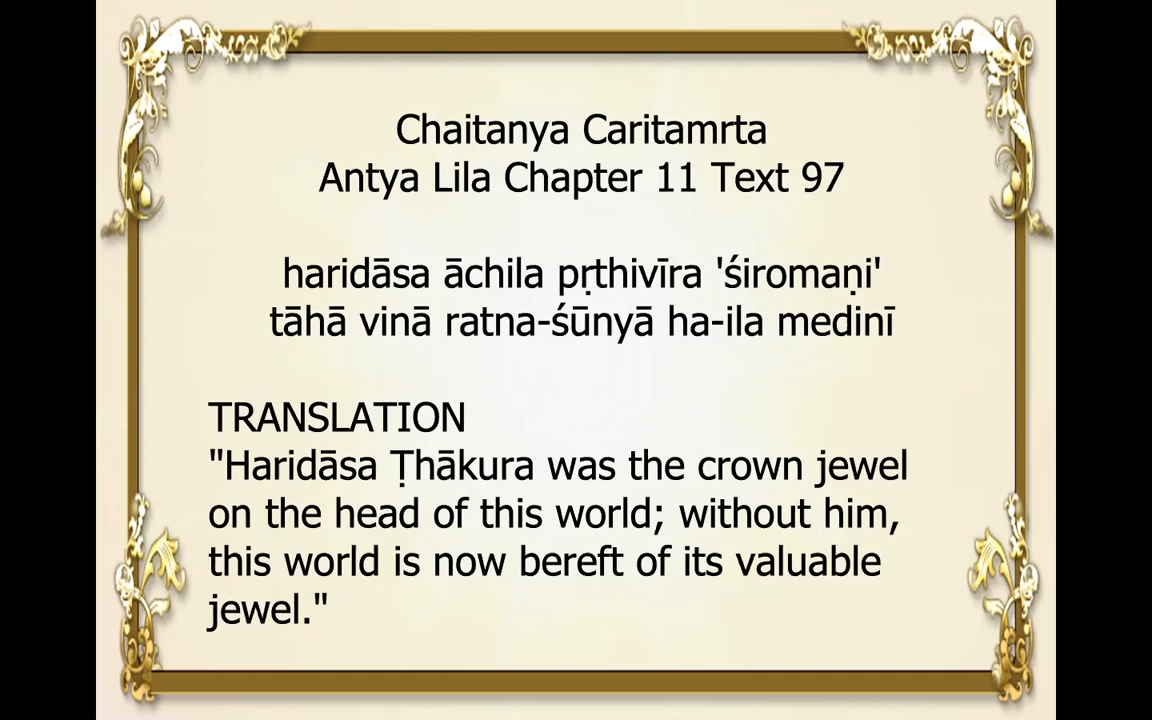 Chaitanya Caritamrta
Antya Lila Chapter 11 Text 97
haridāsa āchila pṛthivīra 'śiromaṇi'
tāhā vinā ratna-śūnyā ha-ila medinī
TRANSLATION
"Haridāsa Ṭhākura was the crown jewel
on the head of this world; without him,
this world is now bereft of its valuable
jewel."